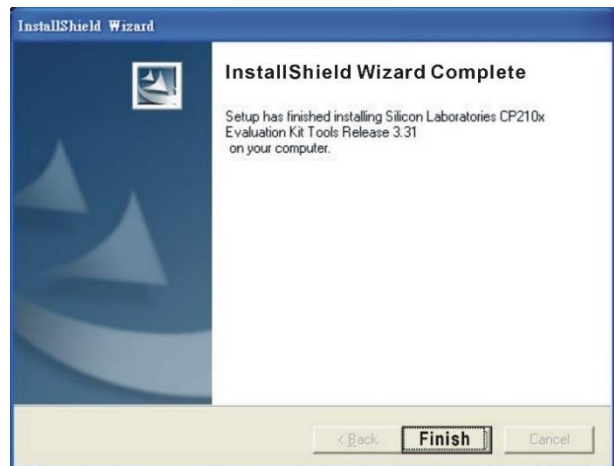 InstallShield Wizard
InstallShield Wizard Complete
Setup has finished installing Silicon Laboratories CP210x
Evaluation Kit Tools Release 3.31
on your computer.
< Back
Finish
Cancel